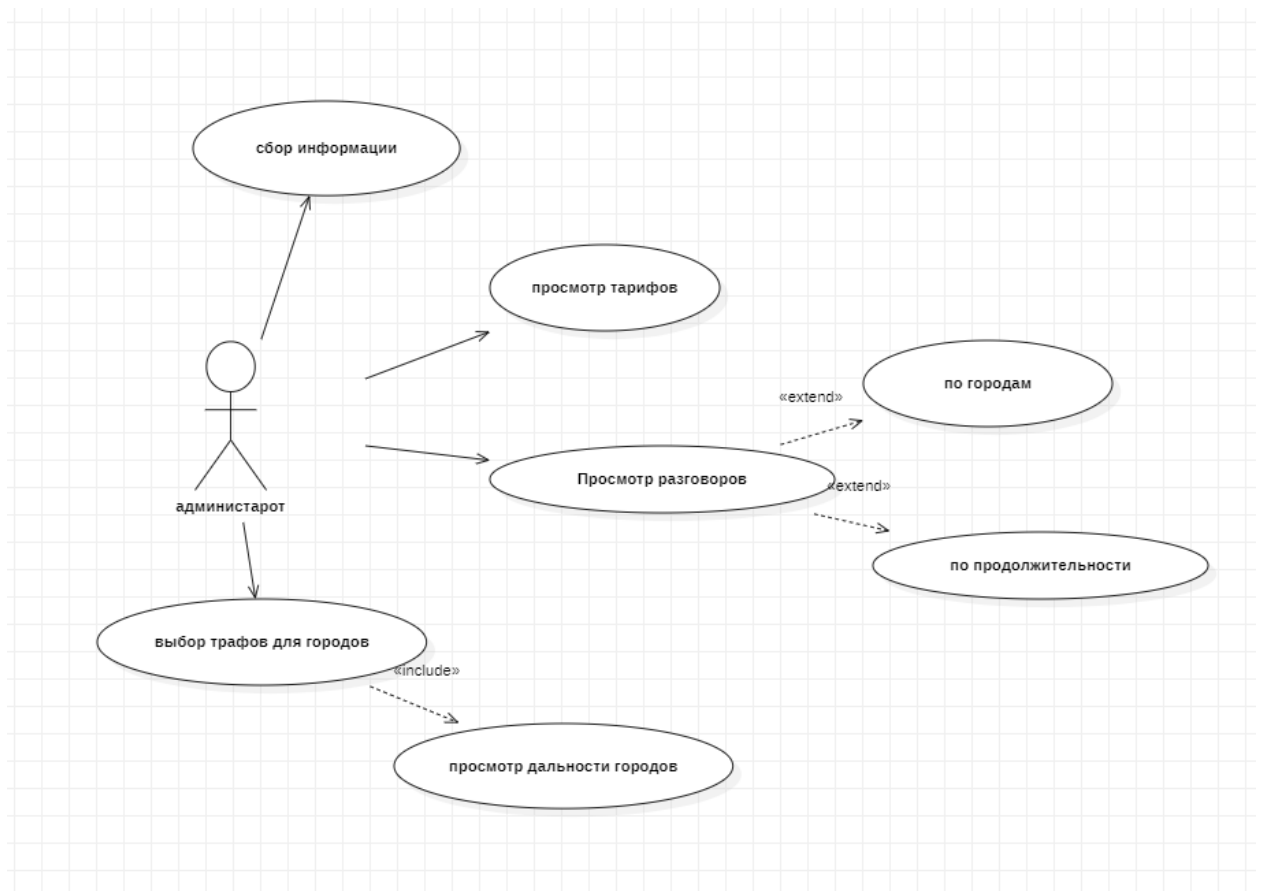 сбор информации
просмотр тарифов
по городам
«extend»
Просмотр разговоров
«extend»
администарот
по продолжительности
выбор трафов для городов
«include»
просмотр дальности городов